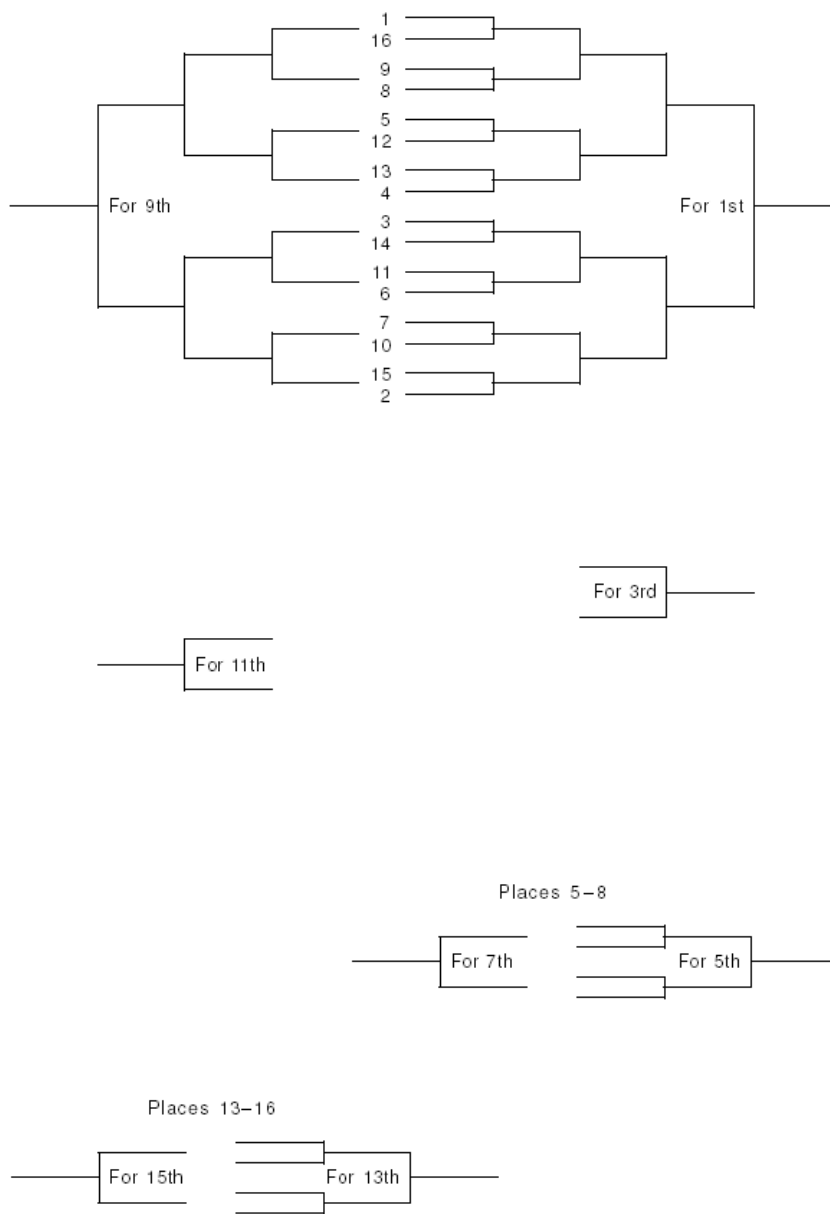 1
16
9
8
5
12
13
4
For 9th
For 1st
3
14
11
6
7
10
15
2
For 3rd
For 11th
Places 5–8
For 7th
For 5th
Places 13–16
For 15th
For 13th